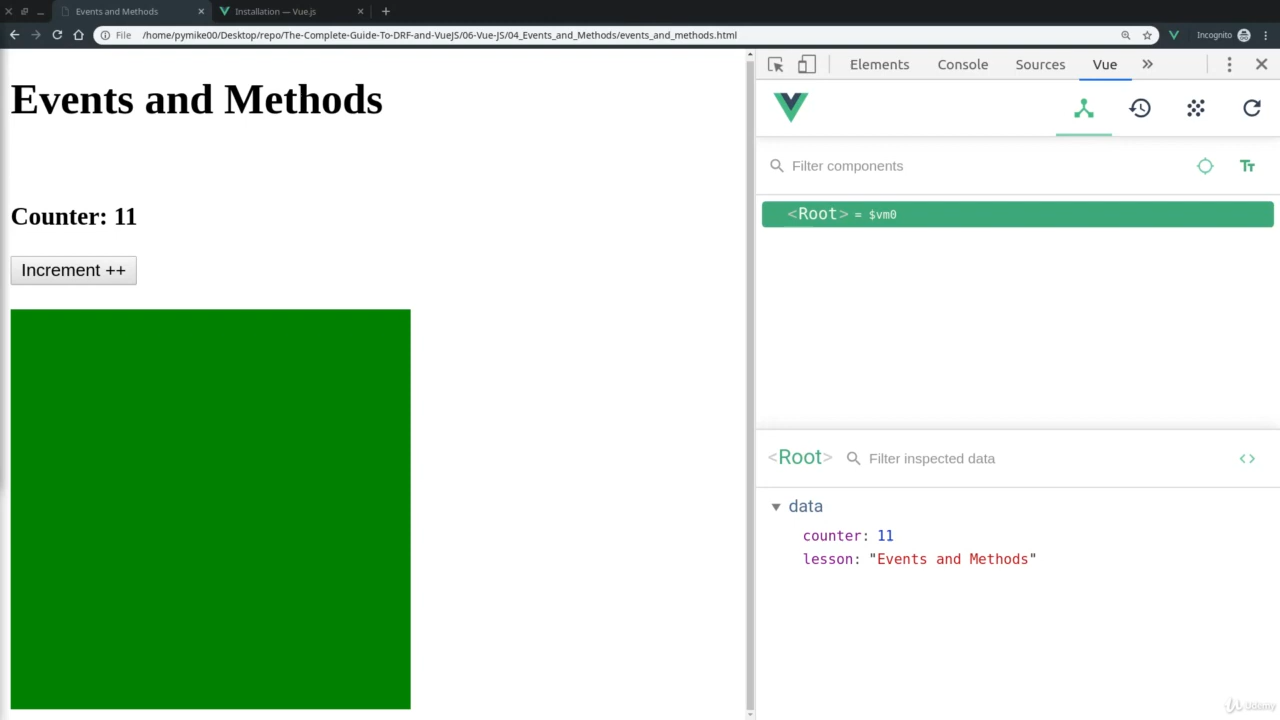 Events and Methods
Installation — Vue.js
File /home/pymike00/Desktop/repo/The-Complete-Guide-To-DRF-and-VueJS/06-Vue-JS/04_Events_and_Methods/events_and_methods.html
Incognito
Events and Methods
Counter: 11
Increment ++
Elements Console Sources Vue »
Filter components
Tт
<Root> = $vm0
<Root> Filter inspected data
data
counter: 11
lesson: "Events and Methods"
Udemy